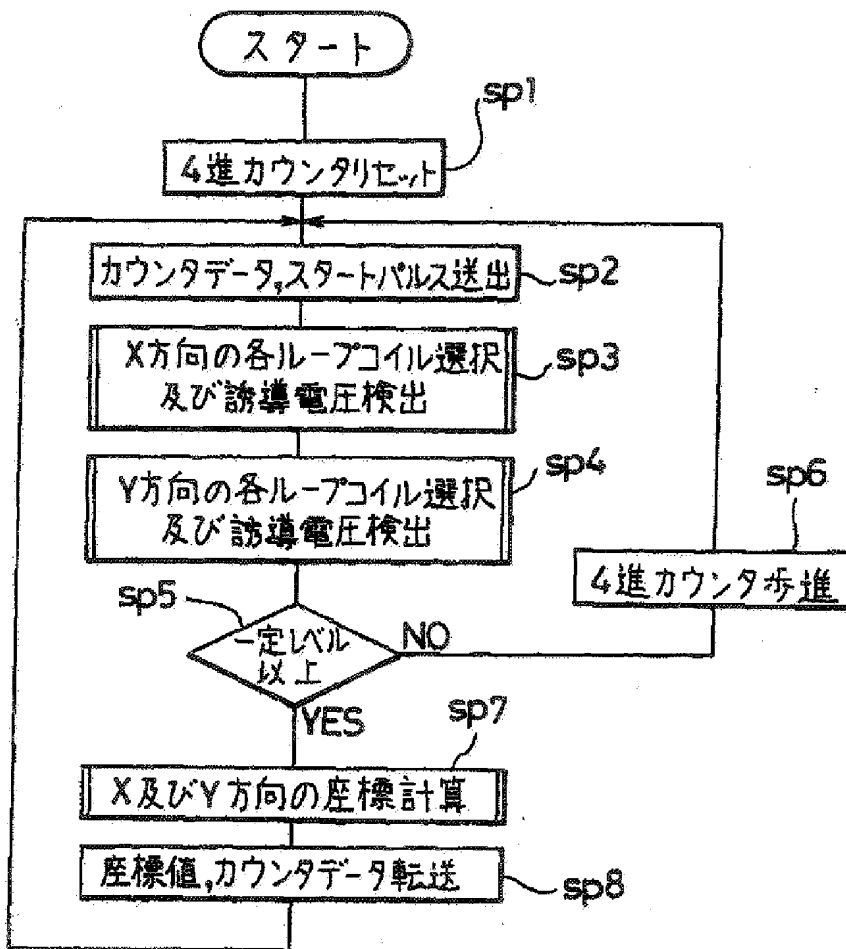 スタート
sp1
4進カウンタリセット
カウンタデータ,スタートパルス送出
sp2
X方向の各ループコイル選択
及び誘導電圧検出
sp3
Y方向の各ループコイル選択
及び誘導電圧検出
sp4
sp5
一定レベル
以上
NO
YES
sp6
4進カウンタ歩進
sp7
X及びY方向の座標計算
座標値,カウンタデータ転送
sp8